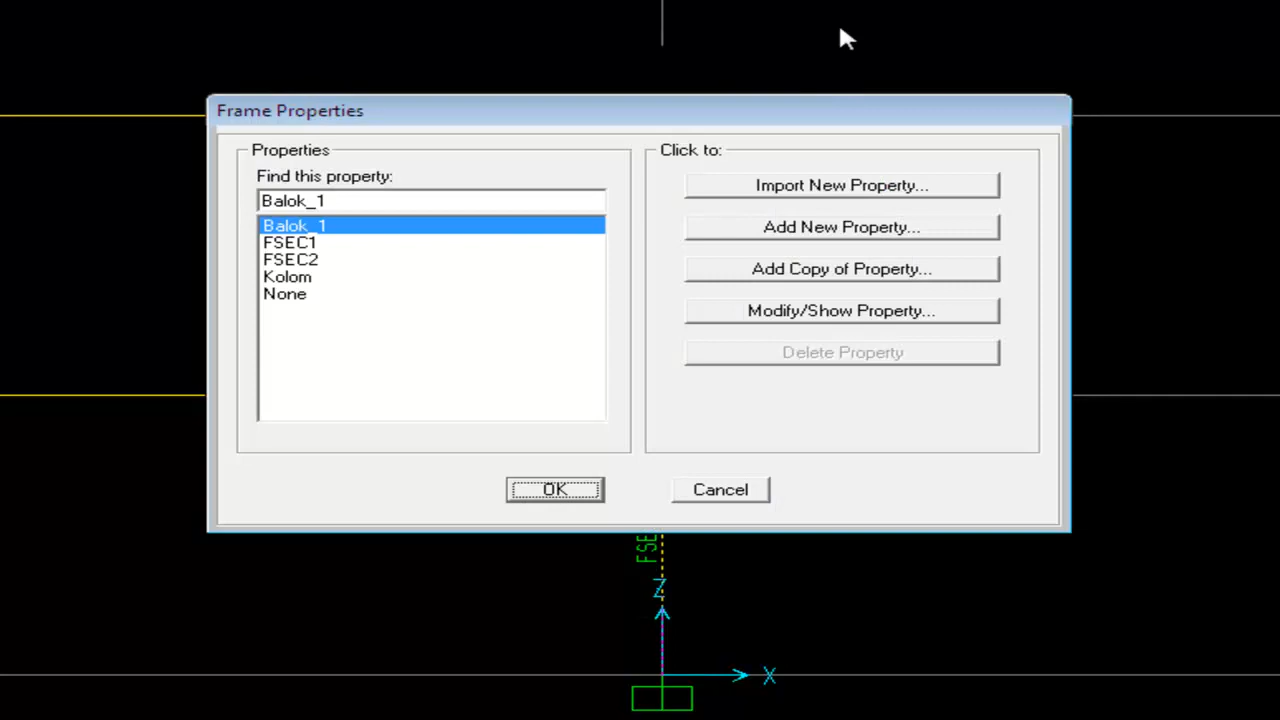 Frame Properties
Properties
Find this property:
Balok_1
Balok_1
FSEC1
FSEC2
Kolom
None
Click to:
Import New Property...
Add New Property...
Add Copy of Property...
Modify/Show Property...
Delete Property
OK
Cancel
FSE
Z
X